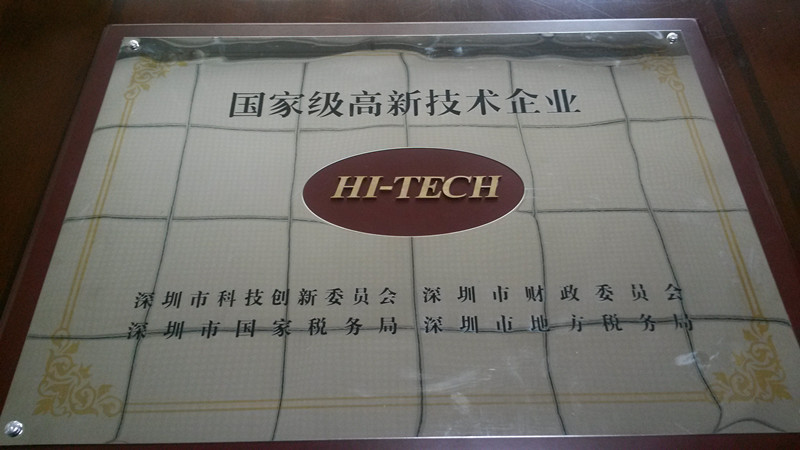 国家级高新技术企业
HI-TECH
深圳市科技创新委员会 深圳市财政委员会
深圳市国家税务局 深圳市地方税务局